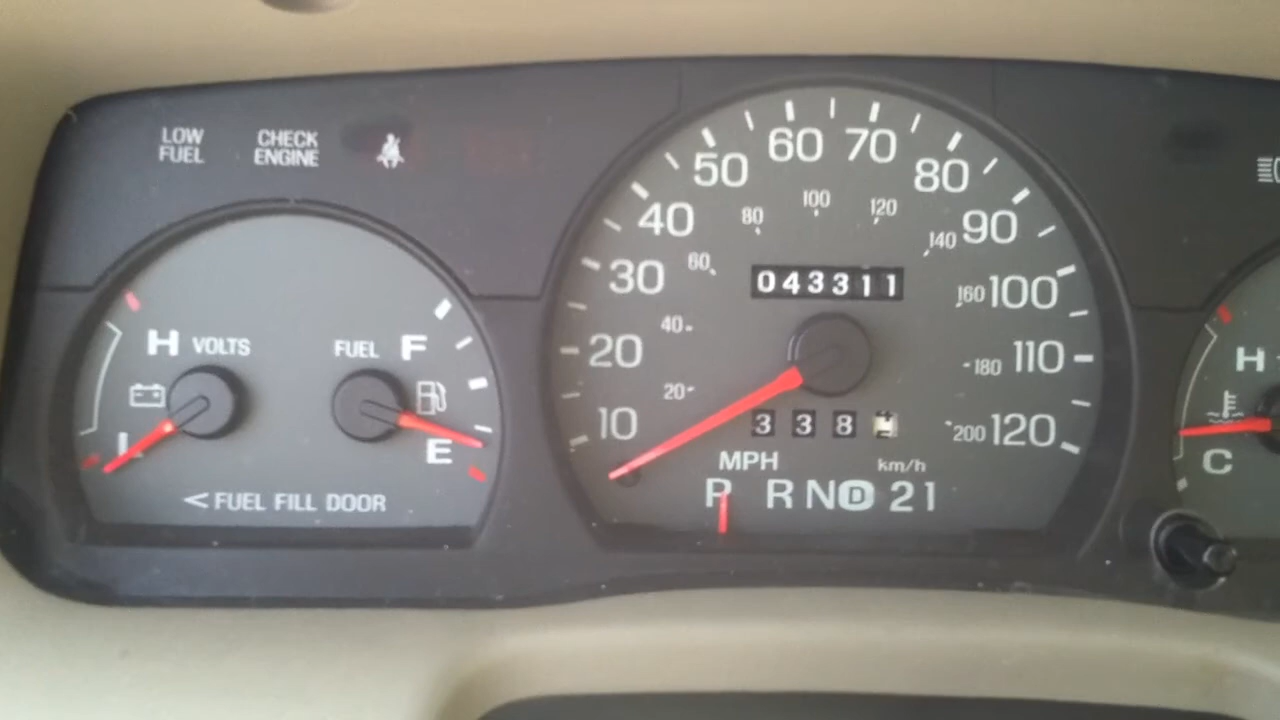 LOW FUEL
CHECK ENGINE
H VOLTS
L
FUEL F
E
< FUEL FILL DOOR
10
20
30
40
50
60
70
80
90
100
110
120
20
40
60
80
100
120
140
160
180
200
043311
338
MPH
km/h
P R N D 2 1
H
C